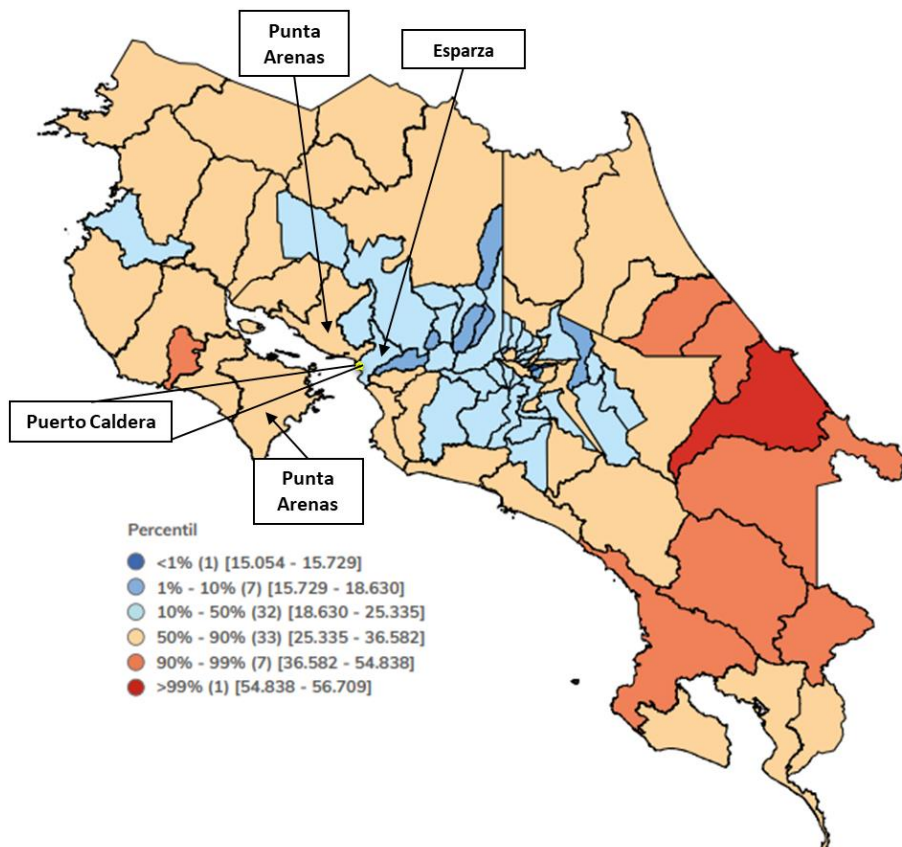 Punta
Arenas
Esparza
Puerto Caldera
Punta
Arenas
Percentil
<1% (1) [15.054 - 15.729]
1% - 10% (7) [15.729 - 18.630]
10% - 50% (32) [18.630 - 25.335]
50% - 90% (33) [25.335 - 36.582]
90% - 99% (7) [36.582 - 54.838]
>99% (1) [54.838 - 56.709]